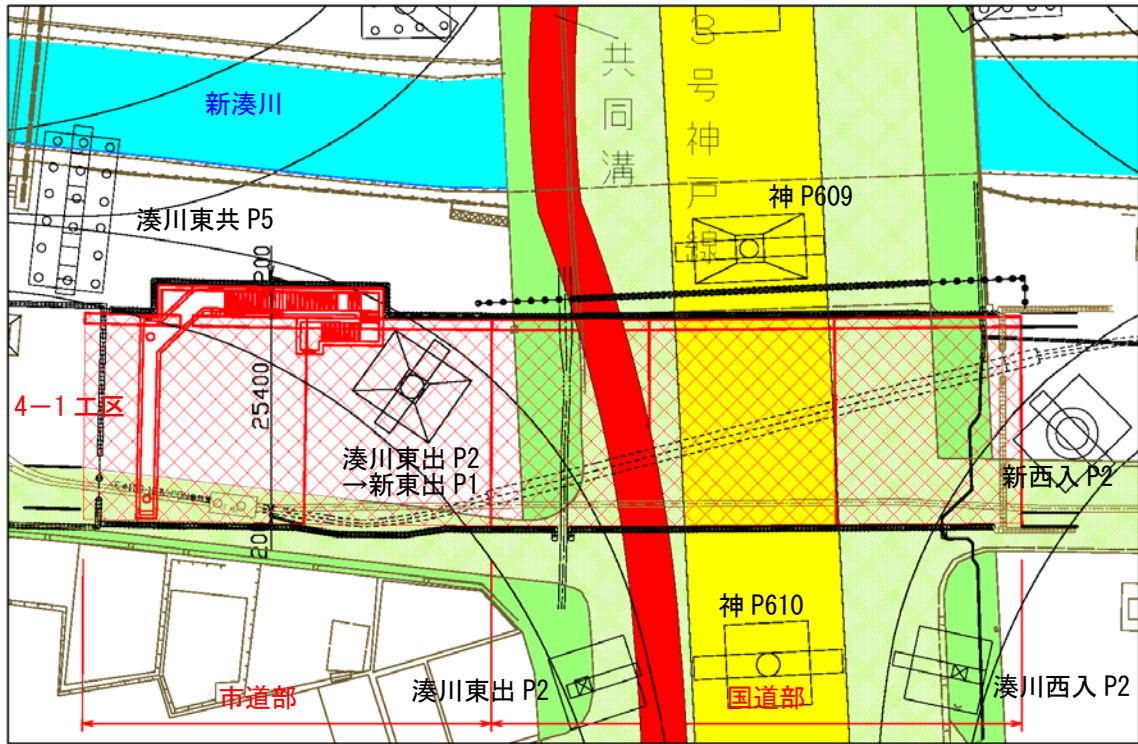 新湊川
共同溝
3号神戸線
神 P609
湊川東共 P5
200
25400
4－1工区
湊川東出 P2
→新東出 P1
新西入 P2
20
神 P610
湊川東出 P2
湊川西入 P2
市道部
国道部